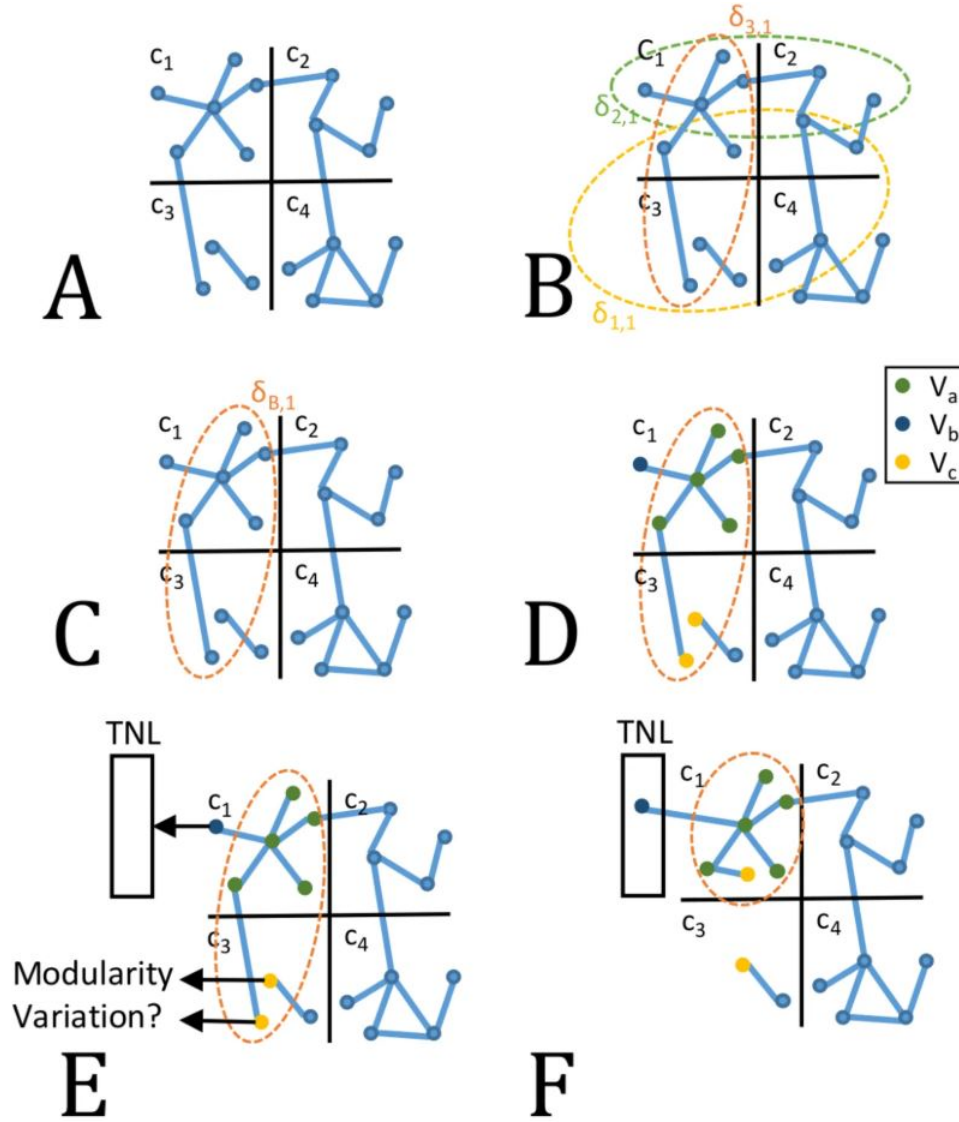 c1 c2
c3 c4
A
δ3,1
C1 c2
δ2,1
c3 c4
δ1,1
B
δB,1
c1 c2
c3 c4
C
Va
Vb
Vc
c1 c2
c3 c4
D
TNL
c1 c2
c3 c4
Modularity
Variation?
E
TNL
c1 c2
c3 c4
F